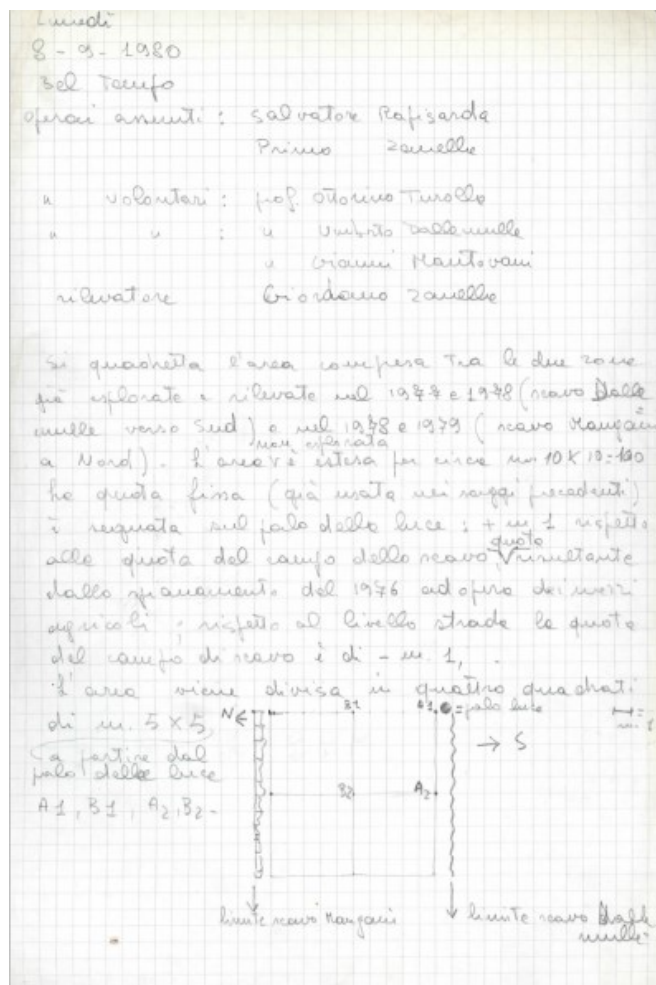 Lunedì
8 - 9 - 1980
Bel Tempo
operai assunti : Salvatore Rapisarda
Primo Zanella
" volontari : prof. Ottorino Turolla
" " : " Umberto Dallemulle
" Gianni Mantovani
rilevatore Giordano Zanella
Si quadretta l'area compresa tra le due zone
già esplorate e rilevate nel 1977 e 1978 (scavo Dalle
mulle verso Sud) e nel 1978 e 1979 (scavo Mangani
non esplorata
a Nord). L'area è estesa per circa m 10 X 10 = 100
La quota fissa (già usata nei saggi precedenti)
è segnata sul palo della luce : + m. 1 rispetto
alla quota del campo dello scavo quota risultante
dallo spianamento del 1976 ad opera dei mezzi
agricoli ; rispetto al livello strada la quota
del campo di scavo è di - m. 1,
L'area viene divisa in quattro quadrati
di m. 5 X 5
(a partire dal
palo della luce
A1, B1, A2, B2 -
N B1 A1 = palo luce
m. 1
→ S
B2 A2
limite scavo Mangani
limite scavo Dalle
mulle